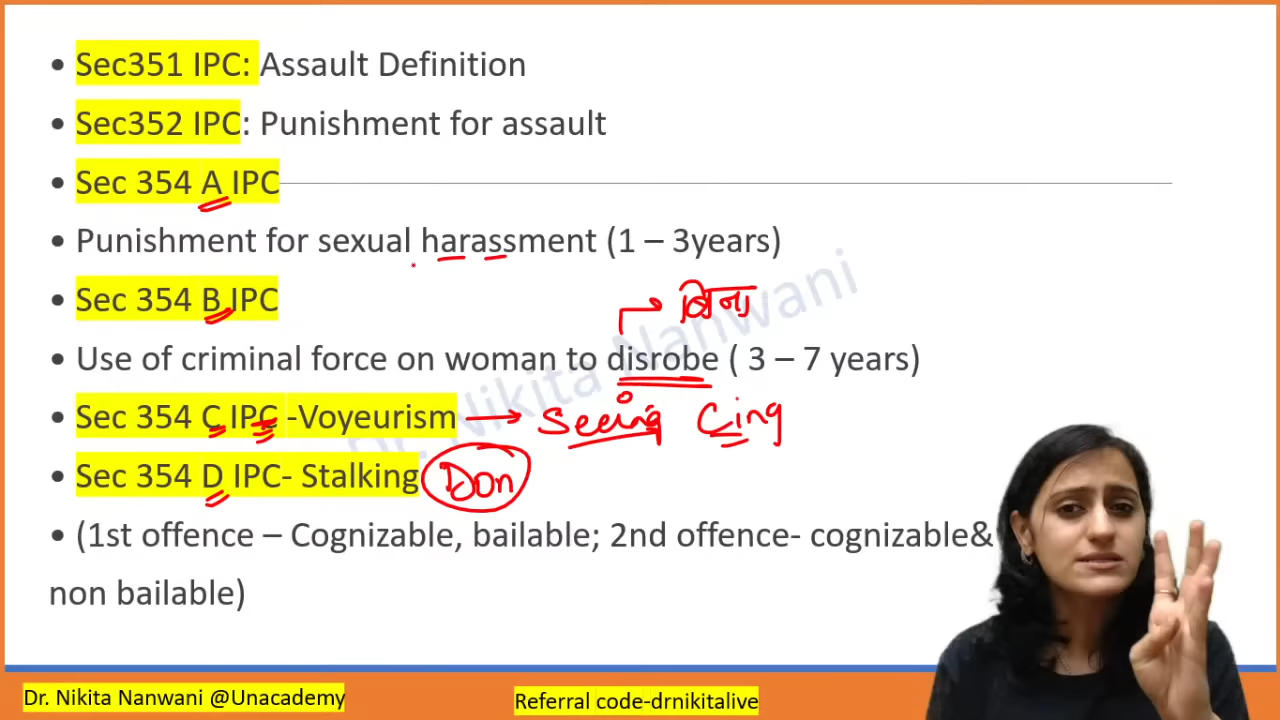 • Sec351 IPC: Assault Definition
• Sec352 IPC: Punishment for assault
• Sec 354 A IPC
• Punishment for sexual harassment (1 – 3years)
• Sec 354 B IPC
बिना
• Use of criminal force on woman to disrobe ( 3 – 7 years)
• Sec 354 C IPC -Voyeurism → Seeing Cing
• Sec 354 D IPC- Stalking Don
• (1st offence – Cognizable, bailable; 2nd offence- cognizable&
non bailable)
Dr. Nikita Nanwani
Dr. Nikita Nanwani @Unacademy
Referral code-drnikitalive